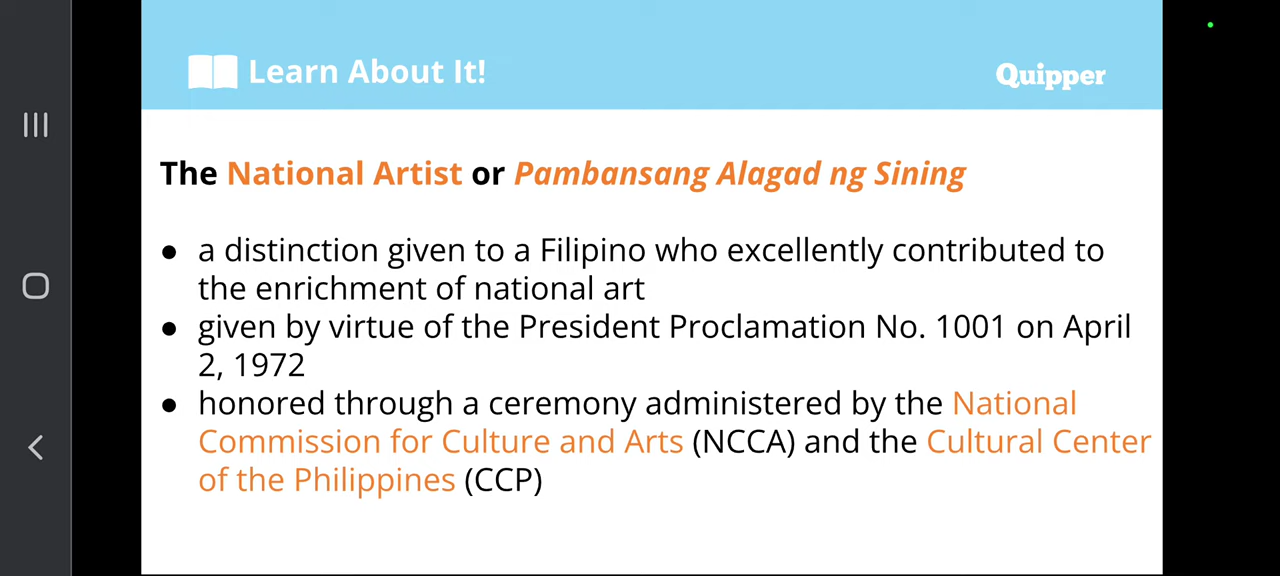 Learn About It!
Quipper
The National Artist or Pambansang Alagad ng Sining
● a distinction given to a Filipino who excellently contributed to
the enrichment of national art
● given by virtue of the President Proclamation No. 1001 on April
2, 1972
● honored through a ceremony administered by the National
Commission for Culture and Arts (NCCA) and the Cultural Center
of the Philippines (CCP)